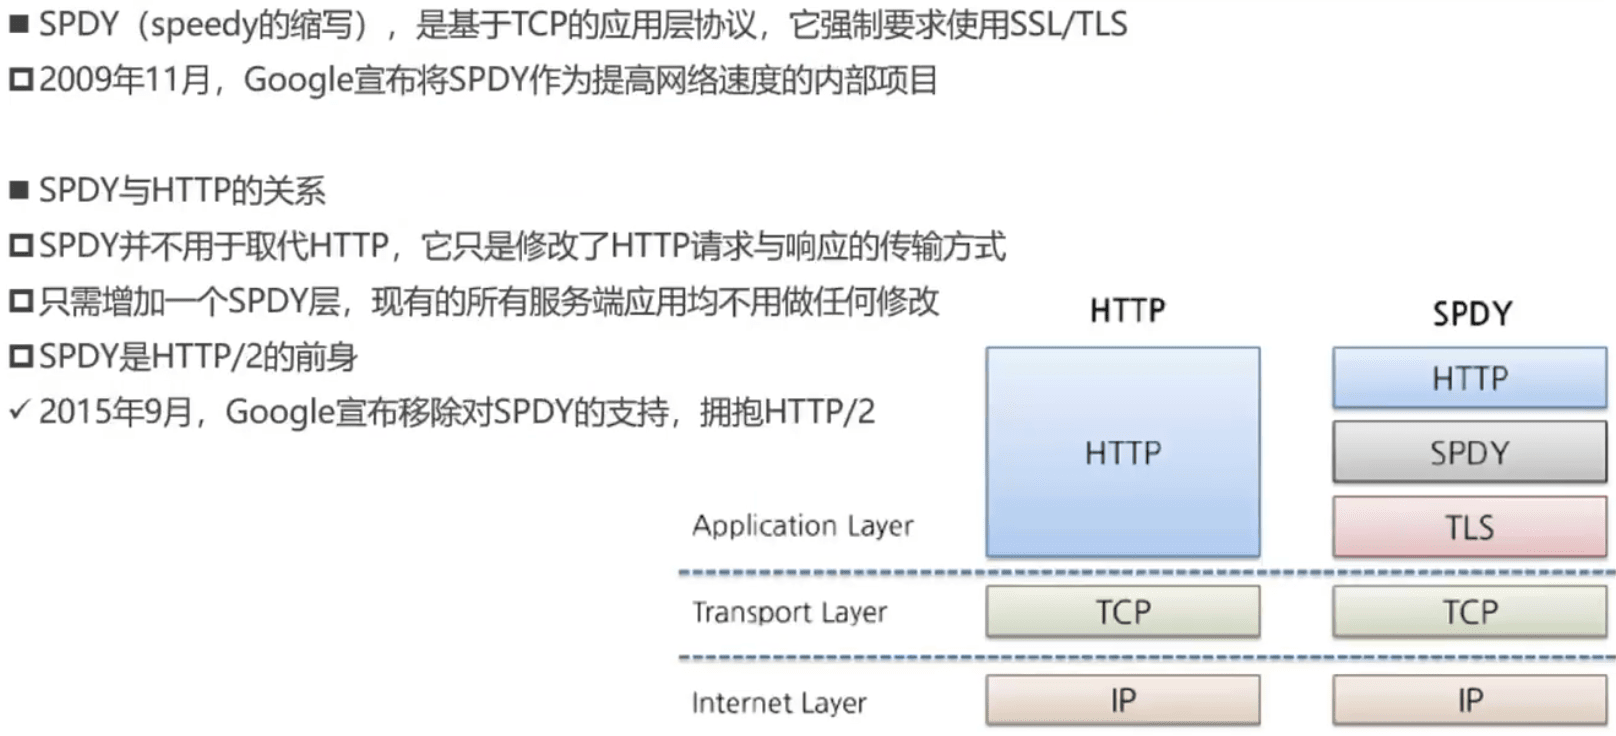 ■ SPDY（speedy的缩写），是基于TCP的应用层协议，它强制要求使用SSL/TLS
2009年11月，Google宣布将SPDY作为提高网络速度的内部项目
■ SPDY与HTTP的关系
SPDY并不用于取代HTTP，它只是修改了HTTP请求与响应的传输方式
只需增加一个SPDY层，现有的所有服务端应用均不用做任何修改
SPDY是HTTP/2的前身
✓ 2015年9月，Google宣布移除对SPDY的支持，拥抱HTTP/2
HTTP SPDY
HTTP
SPDY
HTTP
Application Layer TLS
Transport Layer TCP TCP
Internet Layer IP IP